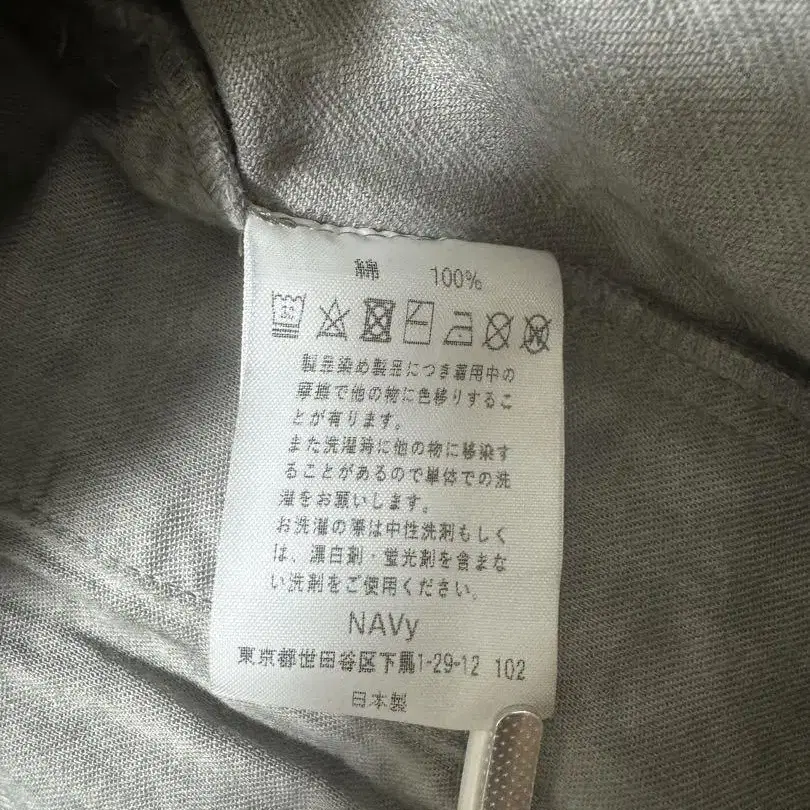 綿 100%
30
製品染め製品につき着用中の
摩擦で他の物に色移りするこ
とが有ります。
また洗濯時に他の物に移染す
ることがあるので単体での洗
濯をお願いします。
お洗濯の際は中性洗剤もしく
は、漂白剤・蛍光剤を含まな
い洗剤をご使用ください。
NAVy
東京都世田谷区下馬1-29-12 102
日本製